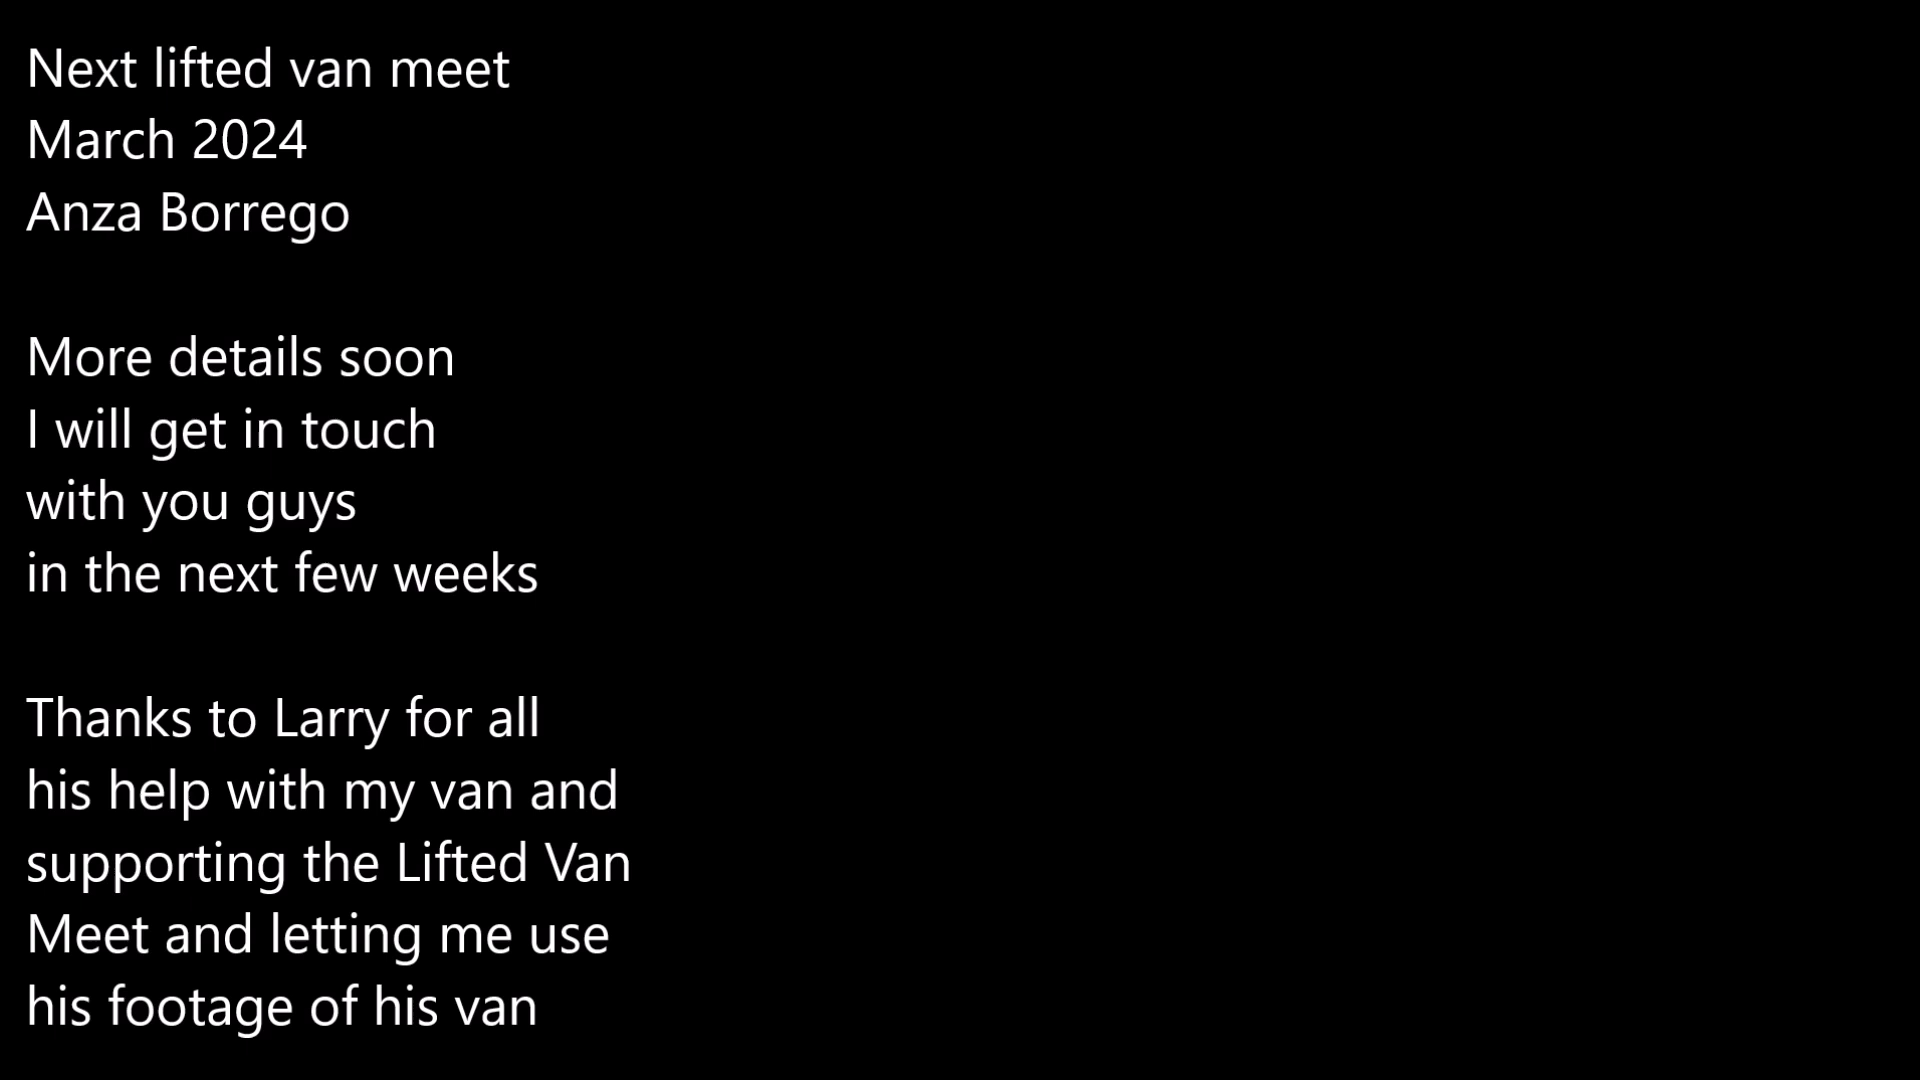 Next lifted van meet
March 2024
Anza Borrego
More details soon
I will get in touch
with you guys
in the next few weeks
Thanks to Larry for all
his help with my van and
supporting the Lifted Van
Meet and letting me use
his footage of his van